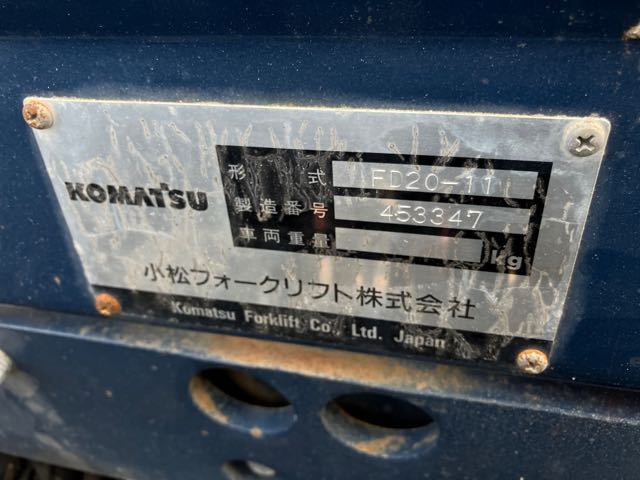 KOMATSU
形式 FD20-11
製造番号 453347
車両重量 kg
小松フォークリフト株式会社
Komatsu Forklift Co., Ltd. Japan